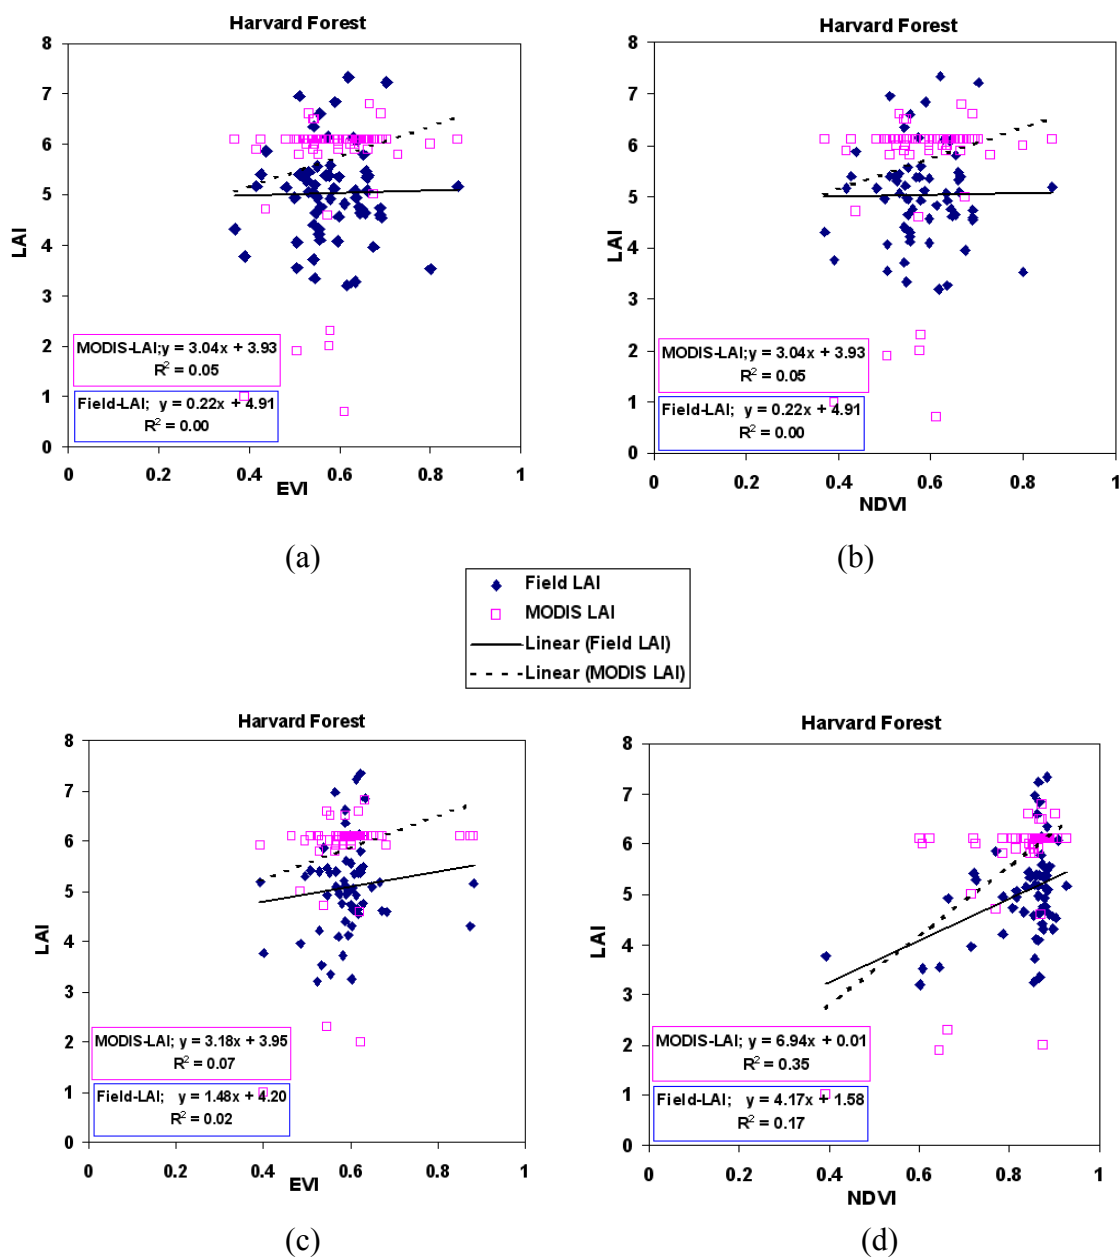 Harvard Forest
8
7
6
5
4
3
2
1
0
LAI
MODIS-LAI;y = 3.04x + 3.93
R² = 0.05
Field-LAI; y = 0.22x + 4.91
R² = 0.00
0 0.2 0.4 0.6 0.8 1
EVI
(a)
Harvard Forest
8
7
6
5
4
3
2
1
0
LAI
MODIS-LAI;y = 3.04x + 3.93
R² = 0.05
Field-LAI; y = 0.22x + 4.91
R² = 0.00
0 0.2 0.4 0.6 0.8 1
NDVI
(b)
Field LAI
MODIS LAI
Linear (Field LAI)
Linear (MODIS LAI)
Harvard Forest
8
7
6
5
4
3
2
1
0
LAI
MODIS-LAI; y = 3.18x + 3.95
R² = 0.07
Field-LAI; y = 1.48x + 4.20
R² = 0.02
0 0.2 0.4 0.6 0.8 1
EVI
(c)
Harvard Forest
8
7
6
5
4
3
2
1
0
LAI
MODIS-LAI; y = 6.94x + 0.01
R² = 0.35
Field-LAI; y = 4.17x + 1.58
R² = 0.17
0 0.2 0.4 0.6 0.8 1
NDVI
(d)